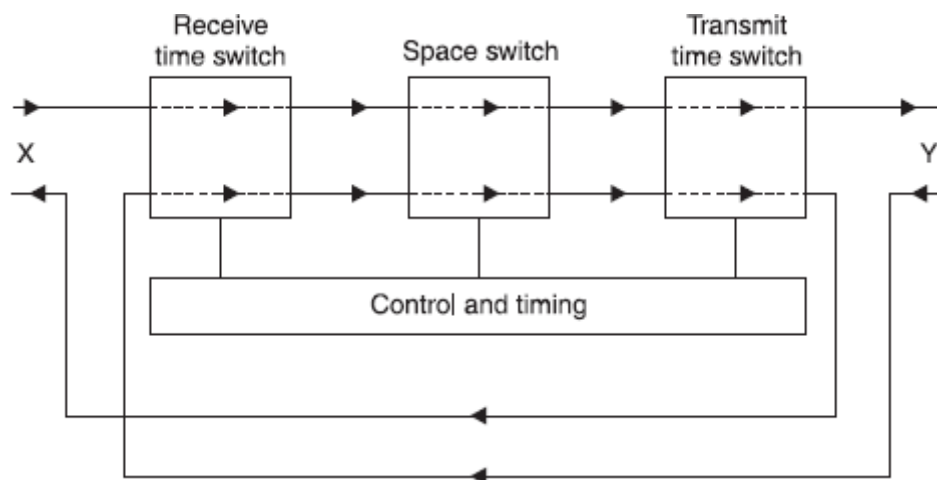 Receive
time switch
Space switch
Transmit
time switch
X
Y
Control and timing